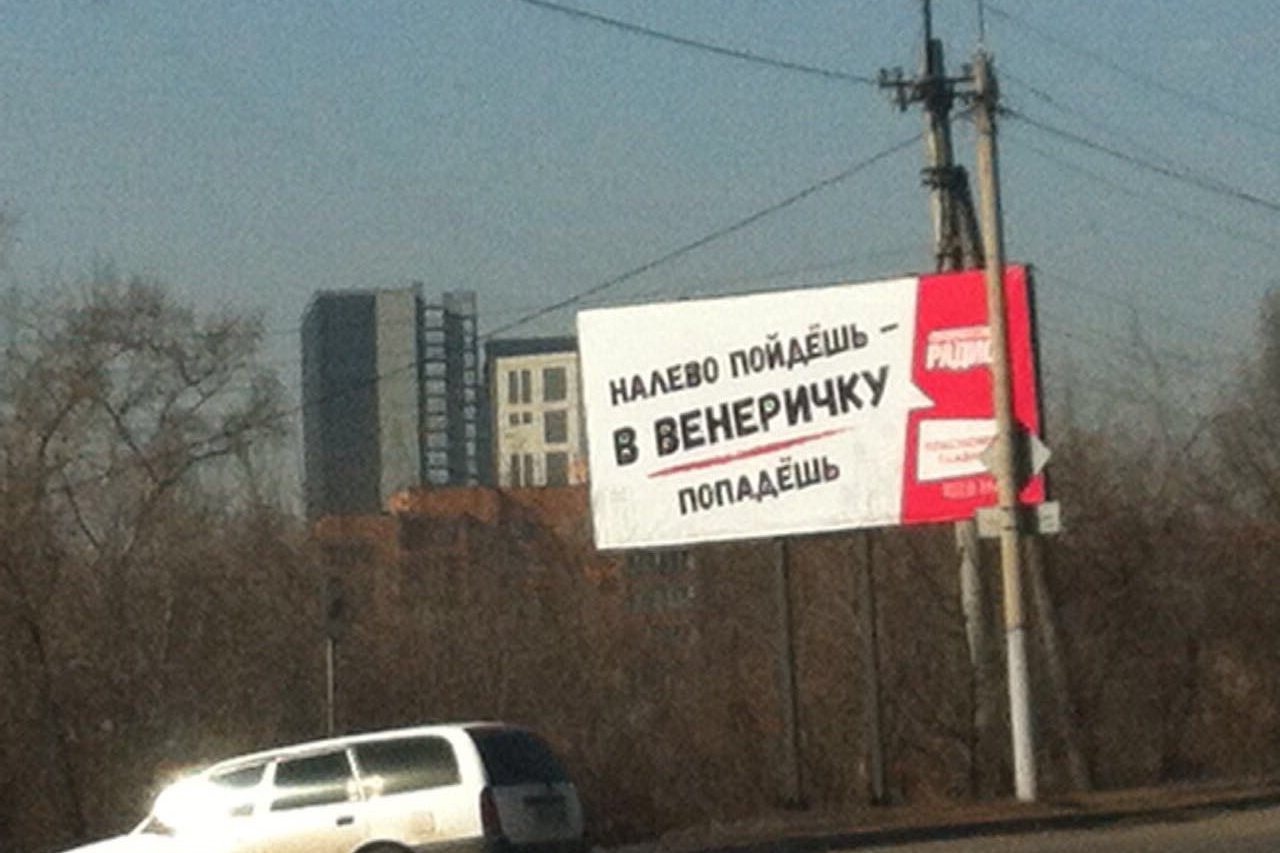 НАЛЕВО ПОЙДЁШЬ –
В ВЕНЕРИЧКУ
ПОПАДЁШЬ
РАДИО